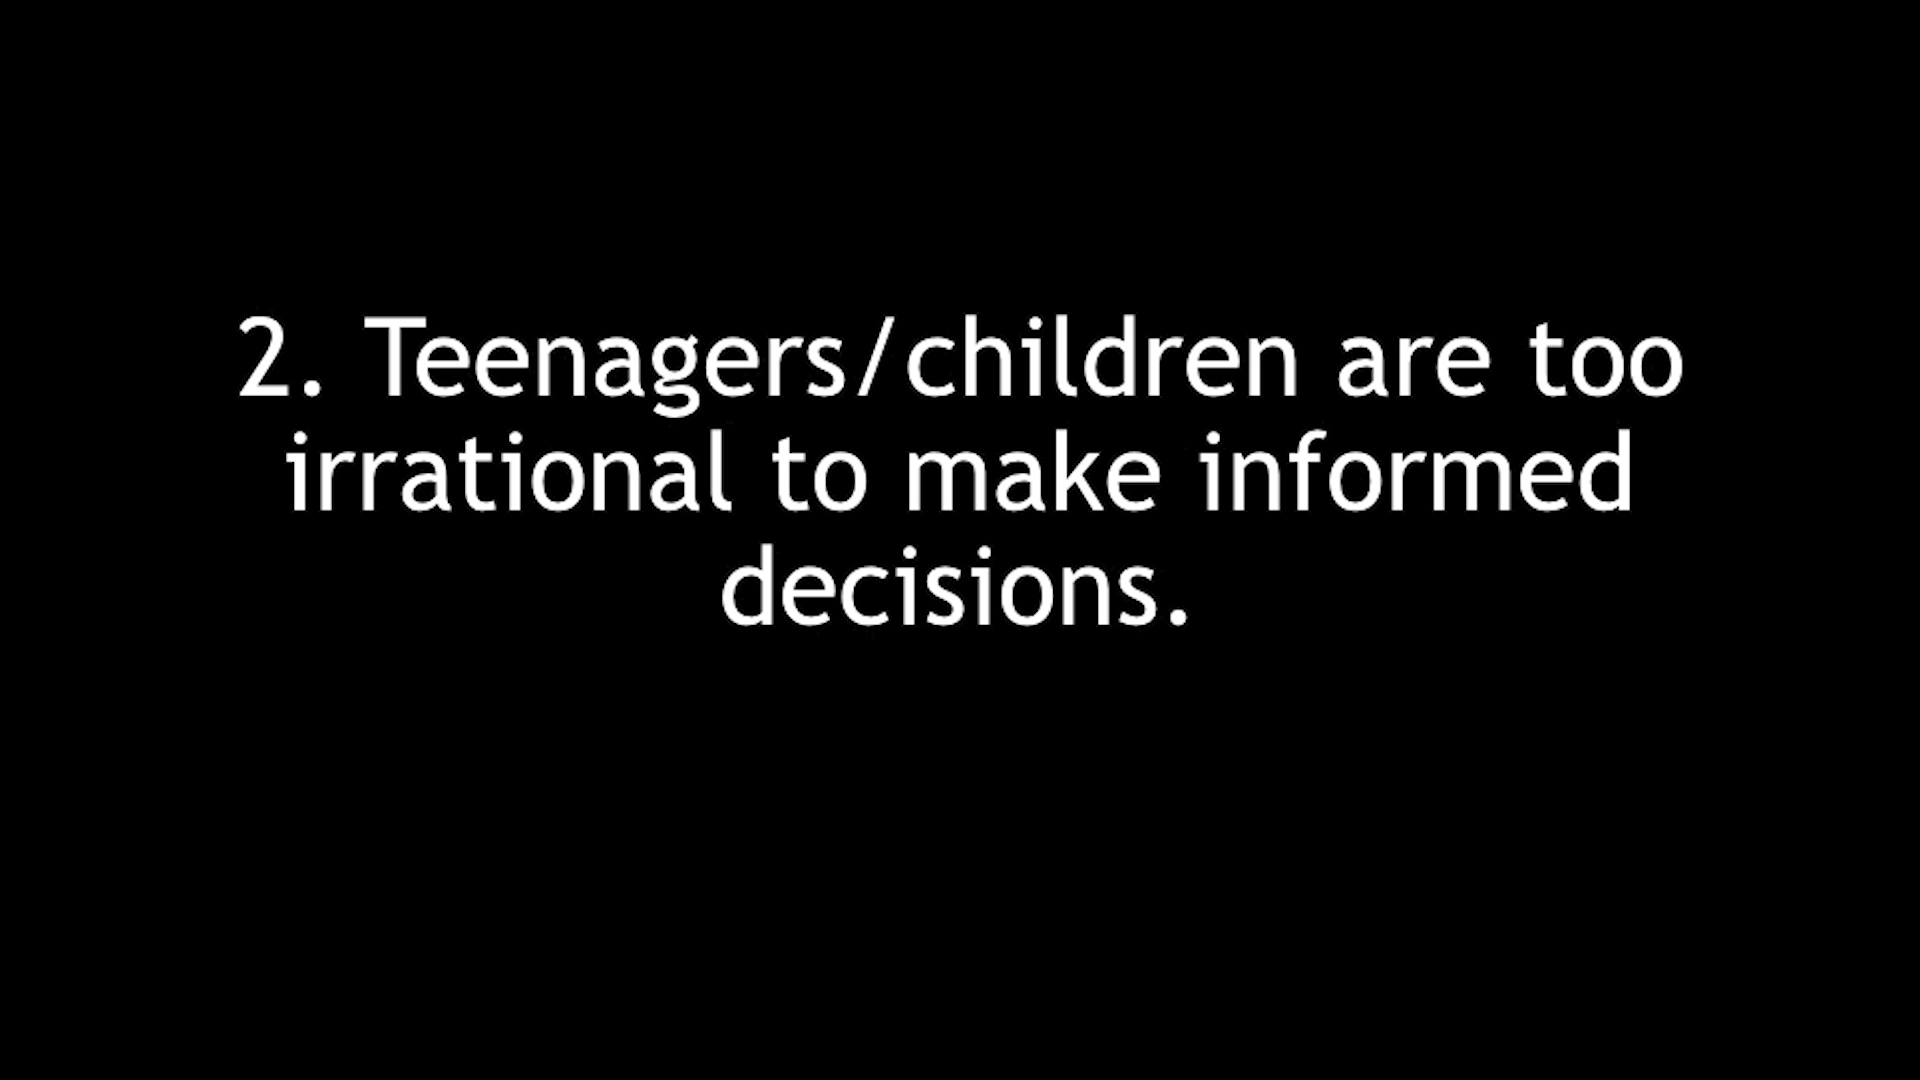 2. Teenagers/children are too
irrational to make informed
decisions.